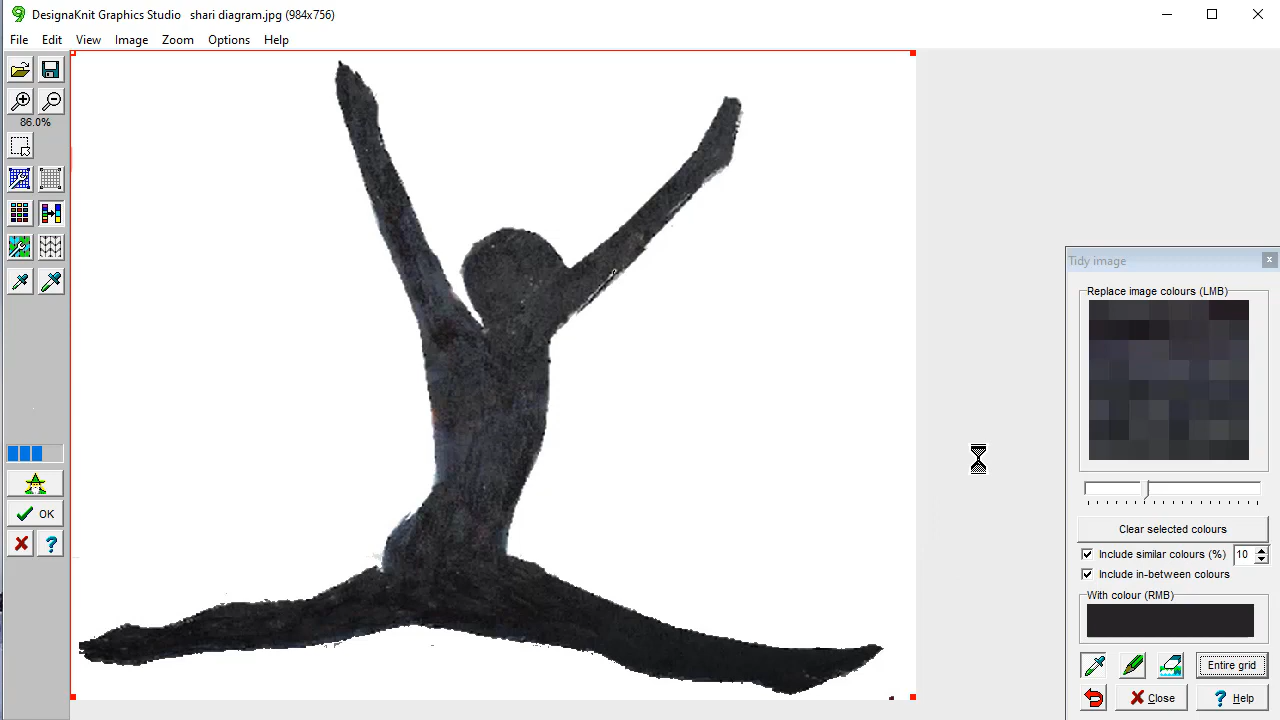 DesignaKnit Graphics Studio shari diagram.jpg (984x756)
File Edit View Image Zoom Options Help
86.0%
OK
Tidy image
Replace image colours (LMB)
Clear selected colours
Include similar colours (%) 10
Include in-between colours
With colour (RMB)
Entire grid
Close Help